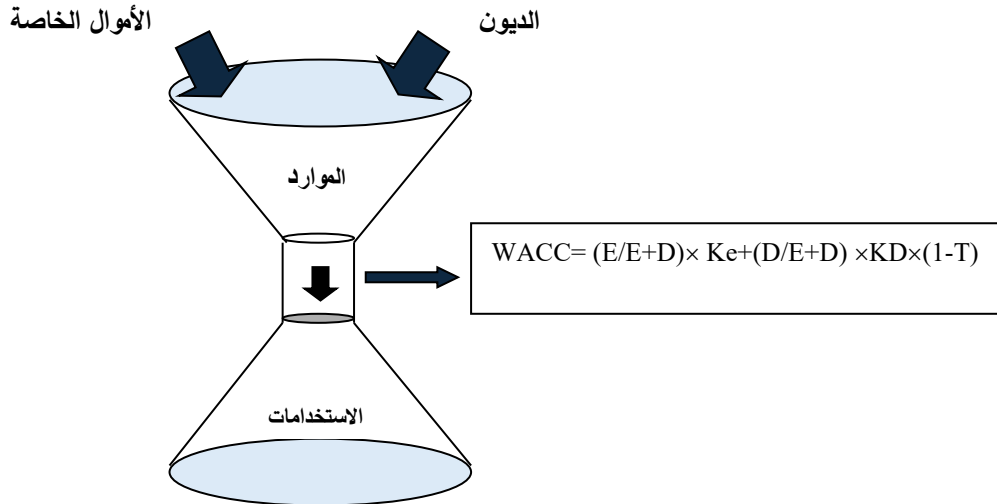 الديون
الأموال الخاصة
الموارد
WACC= (E/E+D)× Ke+(D/E+D) ×KD×(1-T)
الاستخدامات